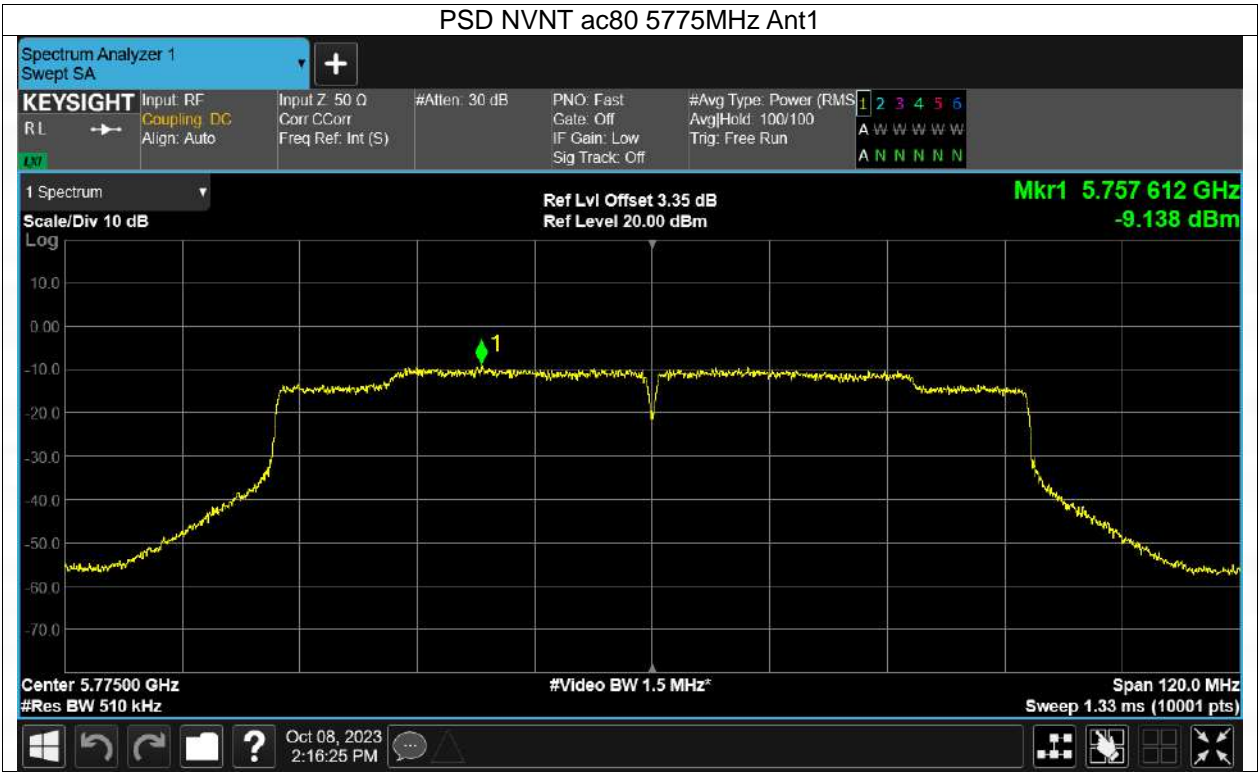 PSD NVNT ac80 5775MHz Ant1
Spectrum Analyzer 1
Swept SA
KEYSIGHT
RL
LXI
Input: RF
Coupling: DC
Align: Auto
Input Z: 50 Ω
Corr CCorr
Freq Ref: Int (S)
#Atten: 30 dB
PNO: Fast
Gate: Off
IF Gain: Low
Sig Track: Off
#Avg Type: Power (RMS
Avg|Hold: 100/100
Trig: Free Run
1 2 3 4 5 6
A W W W W W
A N N N N N
1 Spectrum
Scale/Div 10 dB
Log
Ref Lvl Offset 3.35 dB
Ref Level 20.00 dBm
Mkr1 5.757 612 GHz
-9.138 dBm
10.0
0.00
-10.0
-20.0
-30.0
-40.0
-50.0
-60.0
-70.0
1
Center 5.77500 GHz
#Res BW 510 kHz
#Video BW 1.5 MHz*
Span 120.0 MHz
Sweep 1.33 ms (10001 pts)
?
Oct 08, 2023
2:16:25 PM